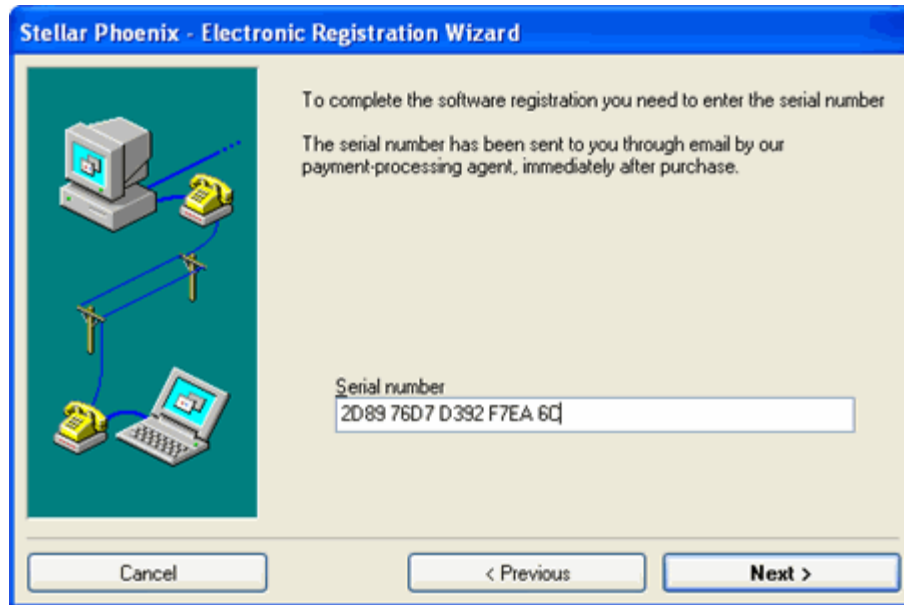 Stellar Phoenix - Electronic Registration Wizard
To complete the software registration you need to enter the serial number
The serial number has been sent to you through email by our
payment-processing agent, immediately after purchase.
Serial number
2D89 76D7 D392 F7EA 6C
Cancel
< Previous
Next >